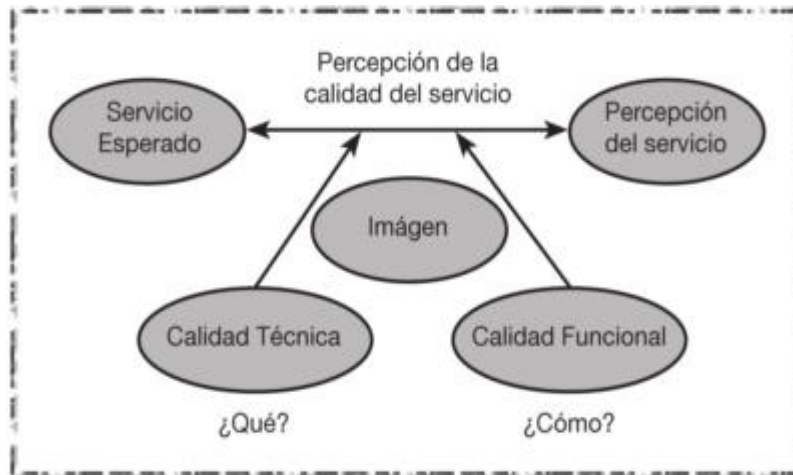 Percepción de la
calidad del servicio
Servicio
Esperado
Percepción
del servicio
Imágen
Calidad Técnica
Calidad Funcional
¿Qué?
¿Cómo?